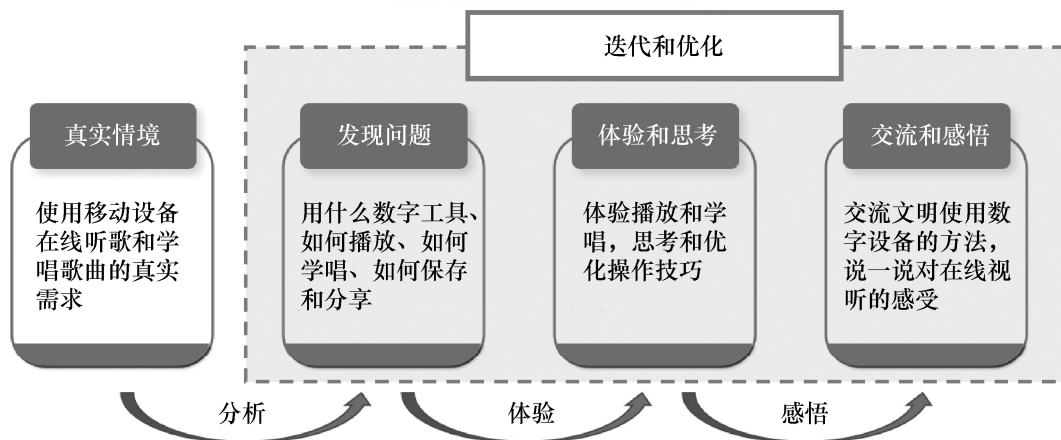 迭代和优化
真实情境
使用移动设备
在线听歌和学
唱歌曲的真实
需求
发现问题
用什么数字工具、
如何播放、如何
学唱、如何保存
和分享
体验和思考
体验播放和学
唱，思考和优
化操作技巧
交流和感悟
交流文明使用数
字设备的方法，
说一说对在线视
听的感受
分析
体验
感悟